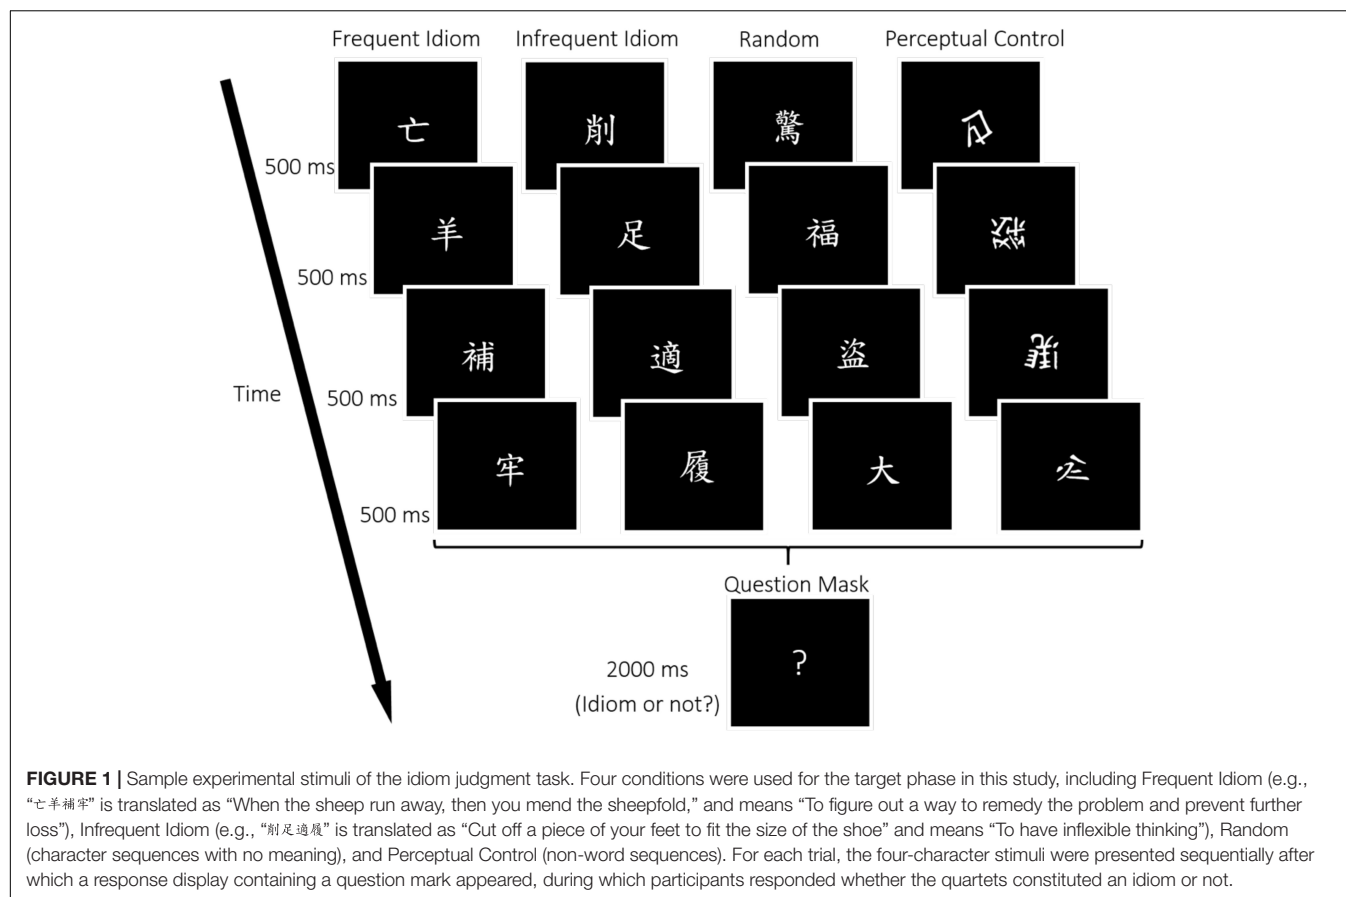 Frequent Idiom Infrequent Idiom Random Perceptual Control
亡 削 驚
500 ms
羊 足 福
500 ms
補 適 盜
Time
500 ms
牢 履 大
500 ms
Question Mask
?
2000 ms
(Idiom or not?)
FIGURE 1 | Sample experimental stimuli of the idiom judgment task. Four conditions were used for the target phase in this study, including Frequent Idiom (e.g.,
“亡羊補牢” is translated as “When the sheep run away, then you mend the sheepfold,” and means “To figure out a way to remedy the problem and prevent further
loss”), Infrequent Idiom (e.g., “削足適履” is translated as “Cut off a piece of your feet to fit the size of the shoe” and means “To have inflexible thinking”), Random
(character sequences with no meaning), and Perceptual Control (non-word sequences). For each trial, the four-character stimuli were presented sequentially after
which a response display containing a question mark appeared, during which participants responded whether the quartets constituted an idiom or not.